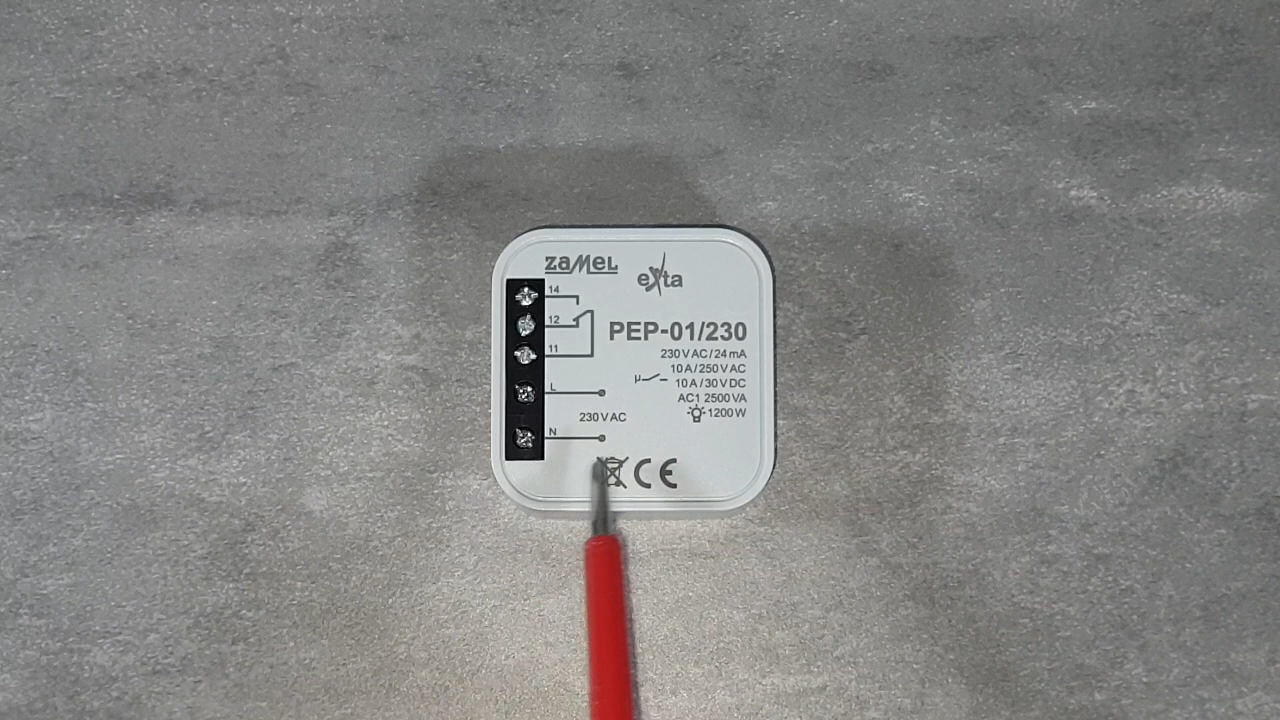 zaMeL
exta
14
12
11
L
N
230 V AC
PEP-01/230
230 V AC / 24 mA
10 A / 250 V AC
μ
10 A / 30 V DC
AC1 2500 VA
1200 W
CE